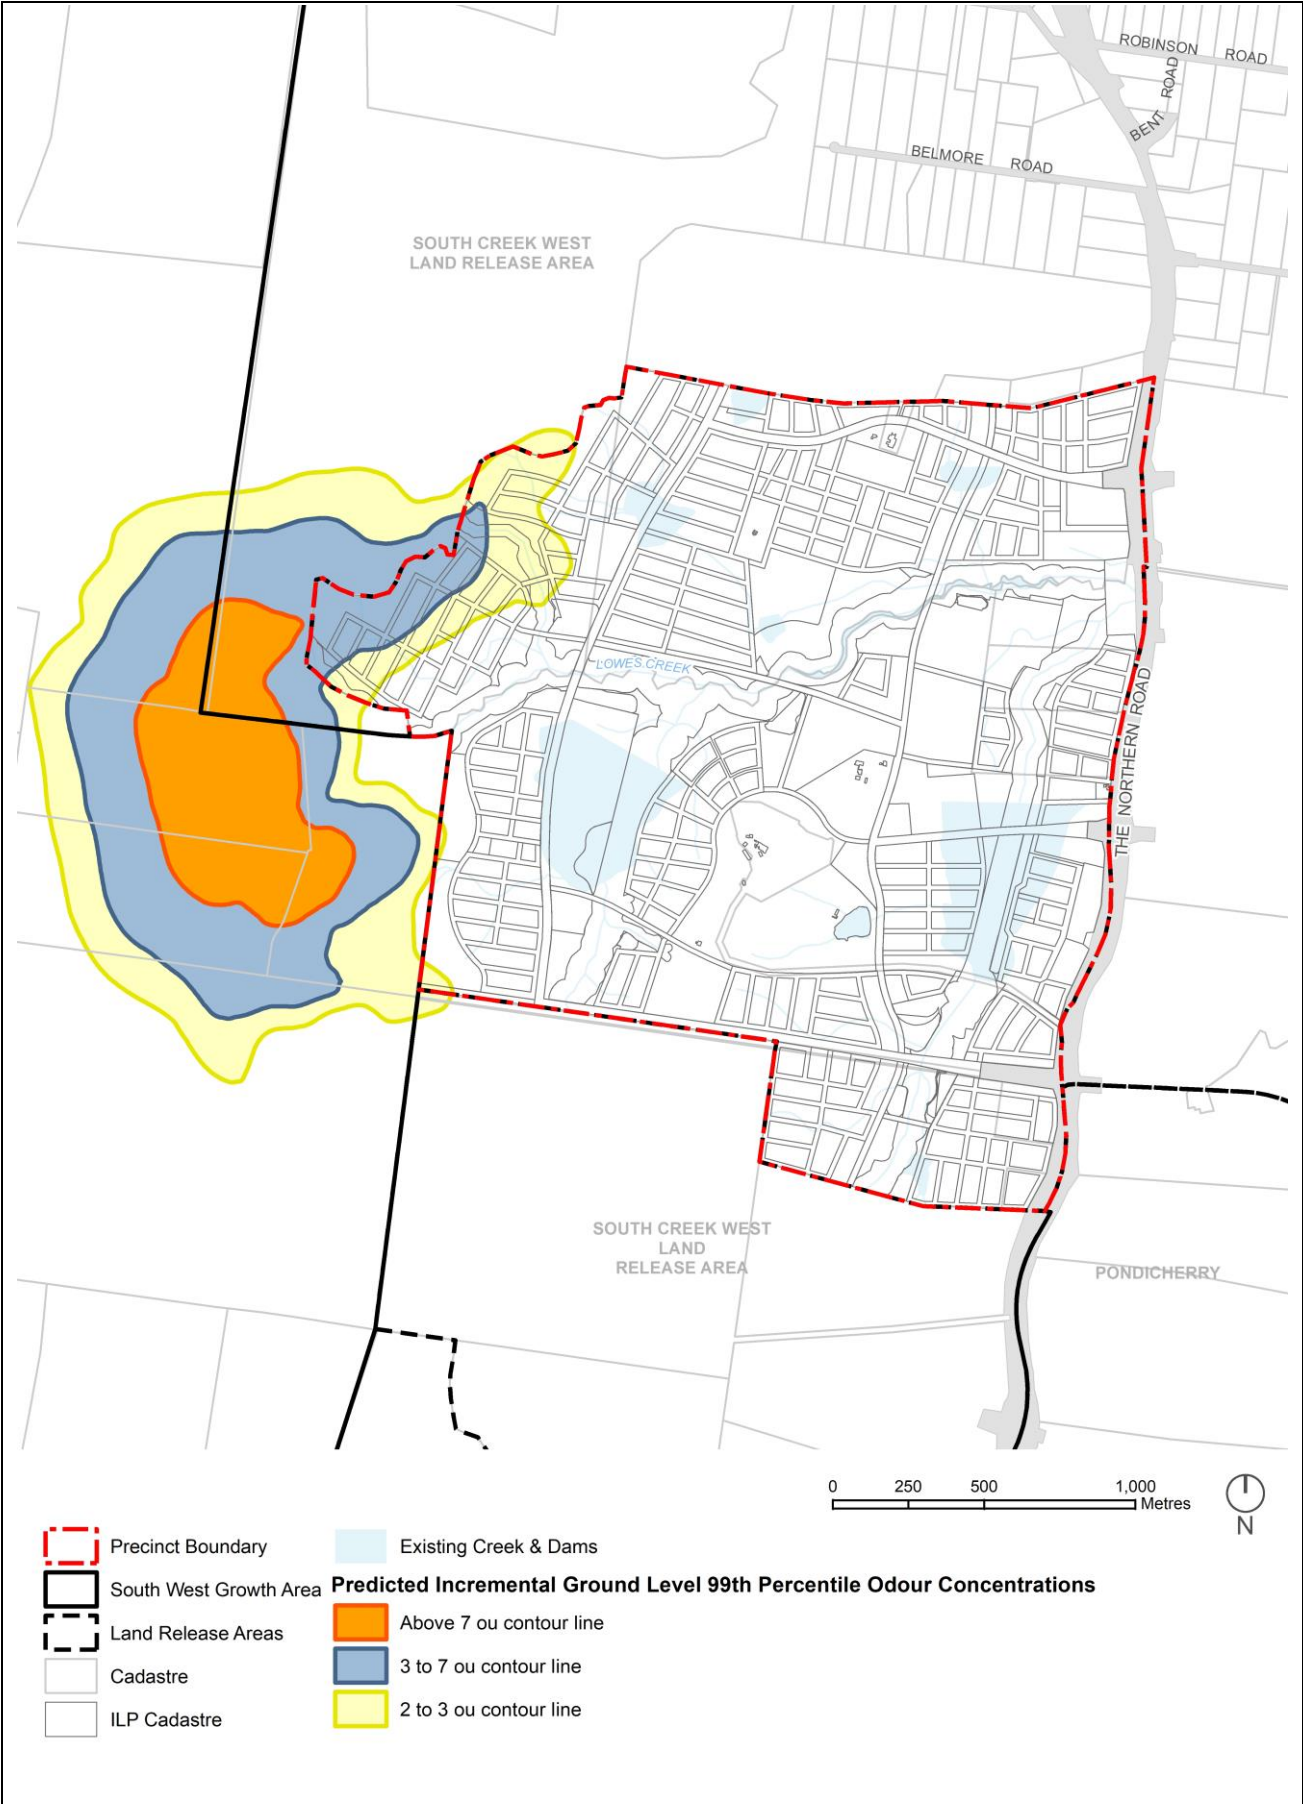 ROBINSON ROAD
BENT ROAD
BELMORE ROAD
SOUTH CREEK WEST
LAND RELEASE AREA
LOWES CREEK
THE NORTHERN ROAD
SOUTH CREEK WEST
LAND
RELEASE AREA
PONDICHERRY
0 250 500 1,000
Metres
N
Precinct Boundary
South West Growth Area
Land Release Areas
Cadastre
ILP Cadastre
Existing Creek & Dams
Predicted Incremental Ground Level 99th Percentile Odour Concentrations
Above 7 ou contour line
3 to 7 ou contour line
2 to 3 ou contour line